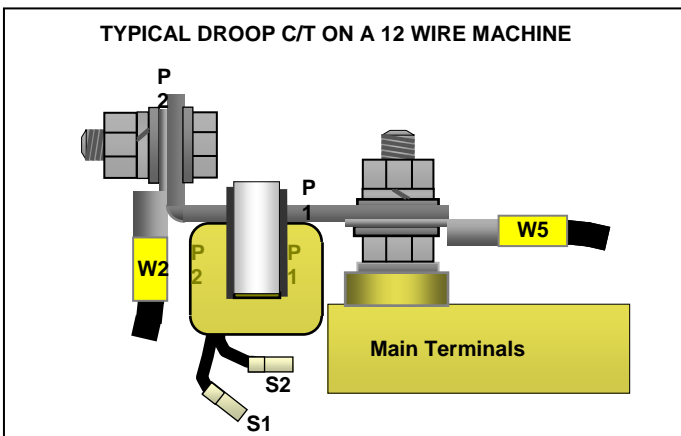 TYPICAL DROOP C/T ON A 12 WIRE MACHINE
P
2
P
1
W5
W2
P
2
P
1
Main Terminals
S2
S1